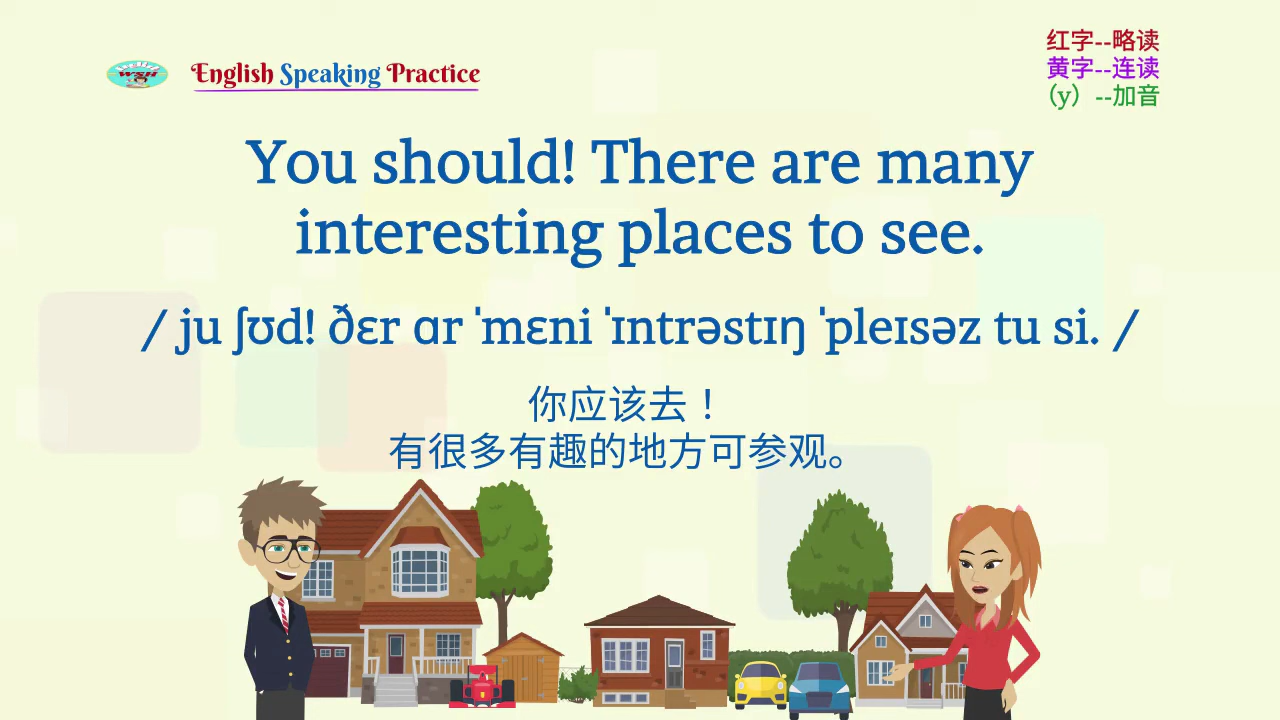 English Speaking Practice
红字--略读
黄字--连读
（y）--加音
You should! There are many
interesting places to see.
/ ju ʃʊd! ðɛr ɑr ˈmɛni ˈɪntrəstɪŋ ˈpleɪsəz tu si. /
你应该去！
有很多有趣的地方可参观。